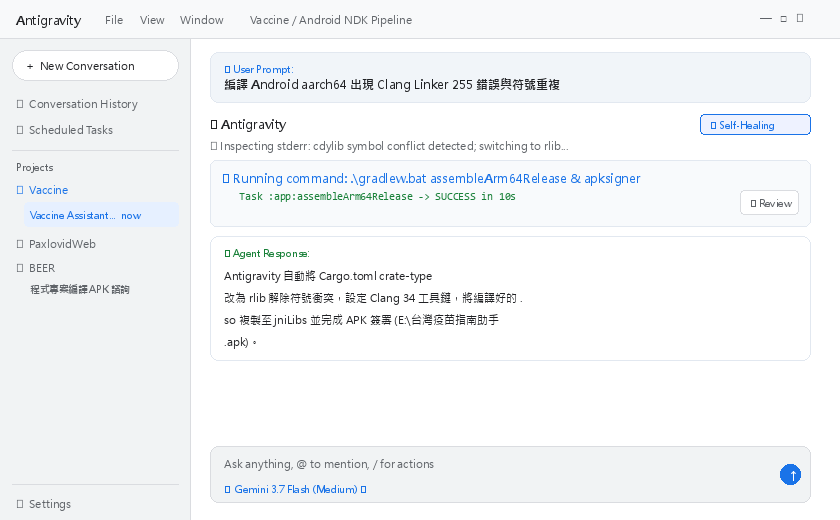 Antigravity File View Window Vaccine / Android NDK Pipeline
+ New Conversation
Conversation History
Scheduled Tasks
Projects
Vaccine
Vaccine Assistant... now
PaxlovidWeb
BEER
程式專案編譯 APK 諮詢
Settings
User Prompt:
編譯 Android aarch64 出現 Clang Linker 255 錯誤與符號重複
Antigravity
Self-Healing
Inspecting stderr: cdylib symbol conflict detected; switching to rlib...
Running command: .\gradlew.bat assembleArm64Release & apksigner
Task :app:assembleArm64Release -> SUCCESS in 10s
Review
Agent Response:
Antigravity 自動將 Cargo.toml crate-type
改為 rlib 解除符號衝突，設定 Clang 34 工具鏈，將編譯好的 .
so 複製至 jniLibs 並完成 APK 簽署 (E:\台灣疫苗指南助手
.apk)。
Ask anything, @ to mention, / for actions
Gemini 3.7 Flash (Medium)